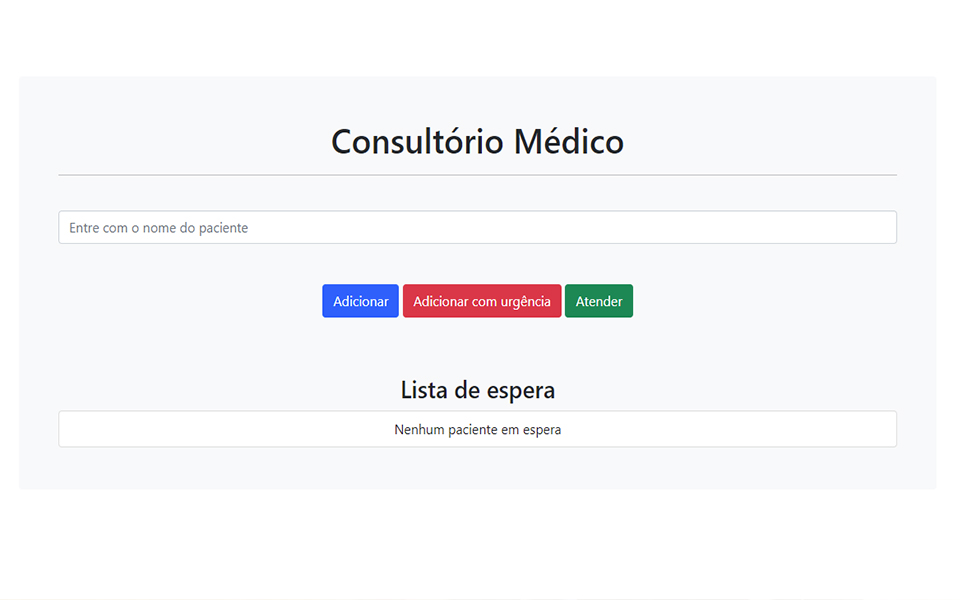 Consultório Médico
Entre com o nome do paciente
Adicionar Adicionar com urgência Atender
Lista de espera
Nenhum paciente em espera